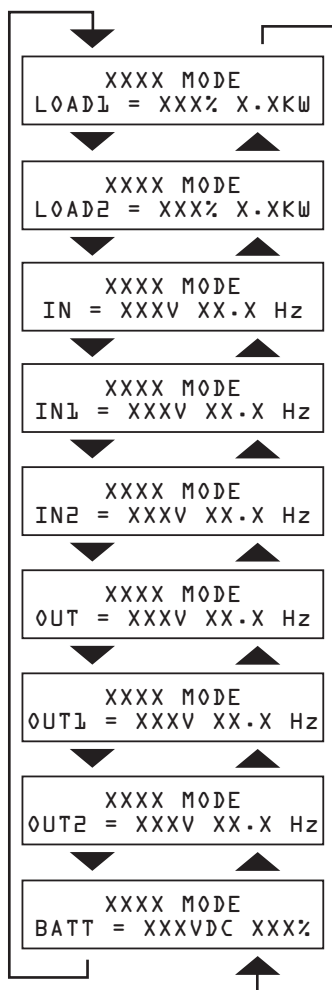 XXXX MODE
LOAD1 = XXX% X.XKW
XXXX MODE
LOAD2 = XXX% X.XKW
XXXX MODE
IN = XXXV XX.X Hz
XXXX MODE
IN1 = XXXV XX.X Hz
XXXX MODE
IN2 = XXXV XX.X Hz
XXXX MODE
OUT = XXXV XX.X Hz
XXXX MODE
OUT1 = XXXV XX.X Hz
XXXX MODE
OUT2 = XXXV XX.X Hz
XXXX MODE
BATT = XXXVDC XXX%